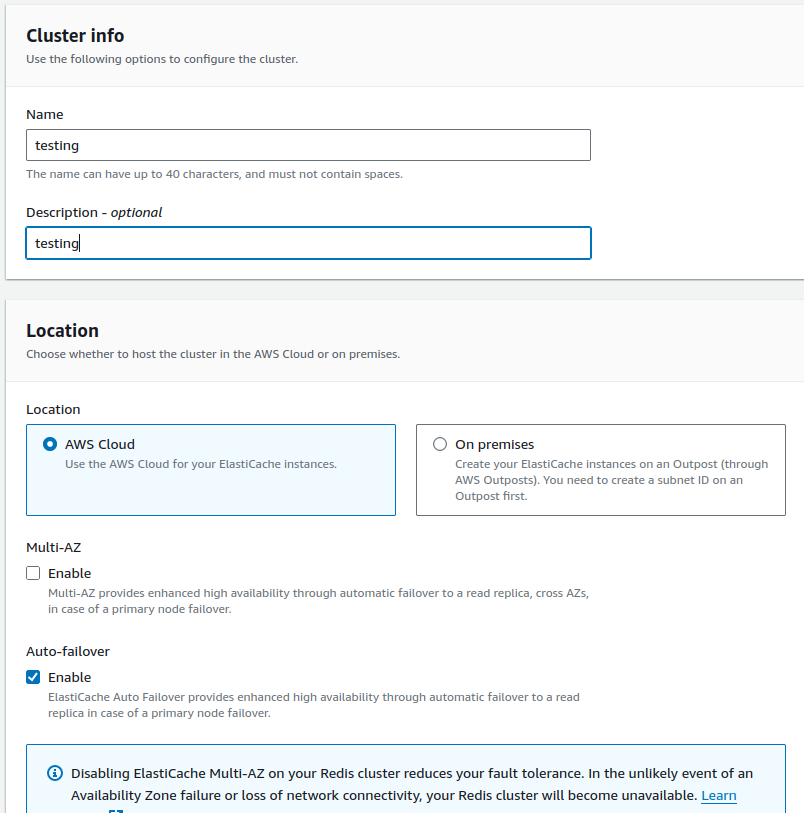 Cluster info
Use the following options to configure the cluster.
Name
testing
The name can have up to 40 characters, and must not contain spaces.
Description - optional
testing
Location
Choose whether to host the cluster in the AWS Cloud or on premises.
Location
AWS Cloud
Use the AWS Cloud for your ElastiCache instances.
On premises
Create your ElastiCache instances on an Outpost (through
AWS Outposts). You need to create a subnet ID on an
Outpost first.
Multi-AZ
Enable
Multi-AZ provides enhanced high availability through automatic failover to a read replica, cross AZs,
in case of a primary node failover.
Auto-failover
Enable
ElastiCache Auto Failover provides enhanced high availability through automatic failover to a read
replica in case of a primary node failover.
Disabling ElastiCache Multi-AZ on your Redis cluster reduces your fault tolerance. In the unlikely event of an
Availability Zone failure or loss of network connectivity, your Redis cluster will become unavailable. Learn